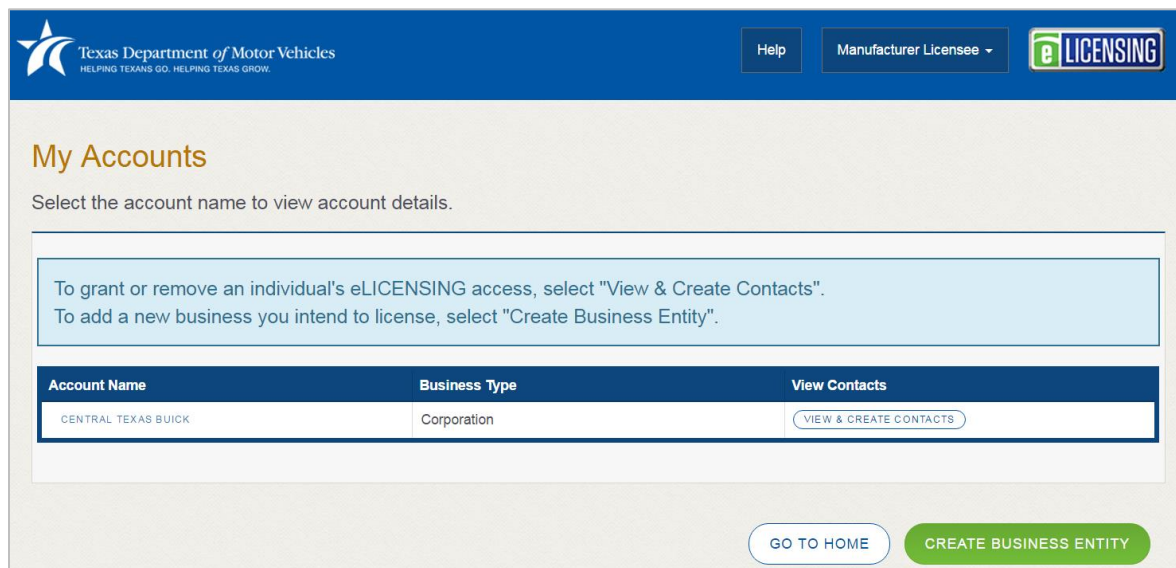 Texas Department of Motor Vehicles
HELPING TEXANS GO. HELPING TEXAS GROW.
Help
Manufacturer Licensee
eLICENSING
My Accounts
Select the account name to view account details.
To grant or remove an individual's eLICENSING access, select "View & Create Contacts".
To add a new business you intend to license, select "Create Business Entity".
Account Name Business Type View Contacts
CENTRAL TEXAS BUICK Corporation VIEW & CREATE CONTACTS
GO TO HOME CREATE BUSINESS ENTITY